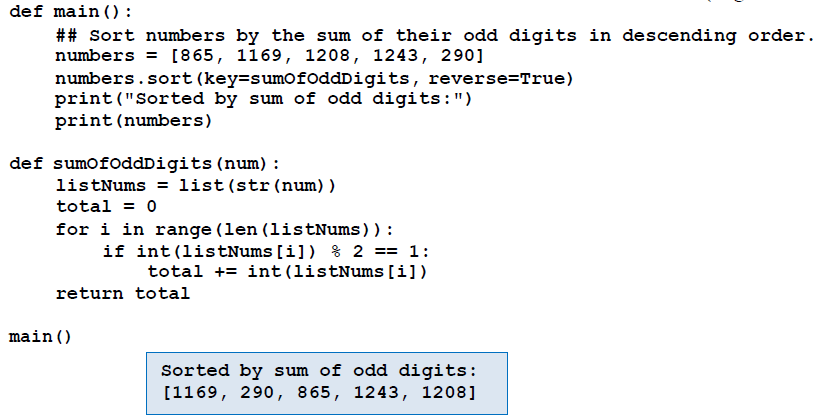 def main():
    ## Sort numbers by the sum of their odd digits in descending order.
    numbers = [865, 1169, 1208, 1243, 290]
    numbers.sort(key=sumOfOddDigits, reverse=True)
    print("Sorted by sum of odd digits:")
    print(numbers)

def sumOfOddDigits(num):
    listNums = list(str(num))
    total = 0
    for i in range(len(listNums)):
        if int(listNums[i]) % 2 == 1:
            total += int(listNums[i])
    return total

main()
Sorted by sum of odd digits:
[1169, 290, 865, 1243, 1208]